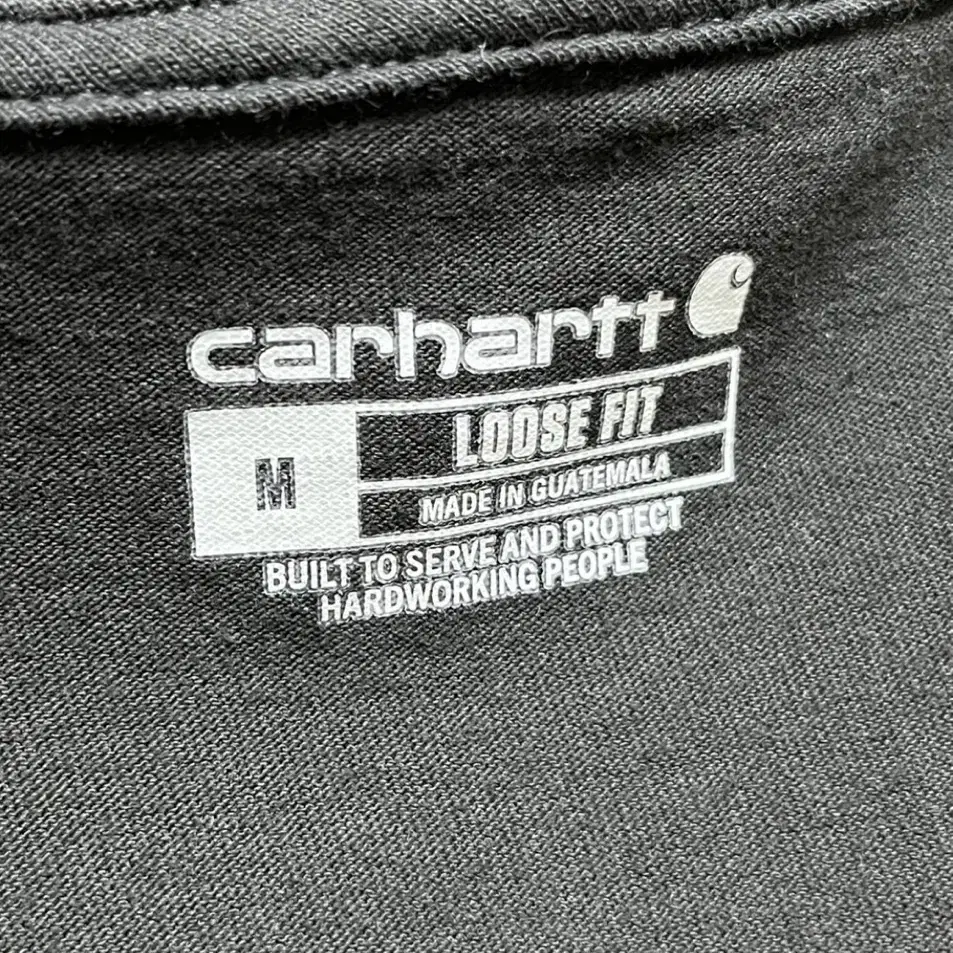 carhartt
M
LOOSE FIT
MADE IN GUATEMALA
BUILT TO SERVE AND PROTECT
HARDWORKING PEOPLE